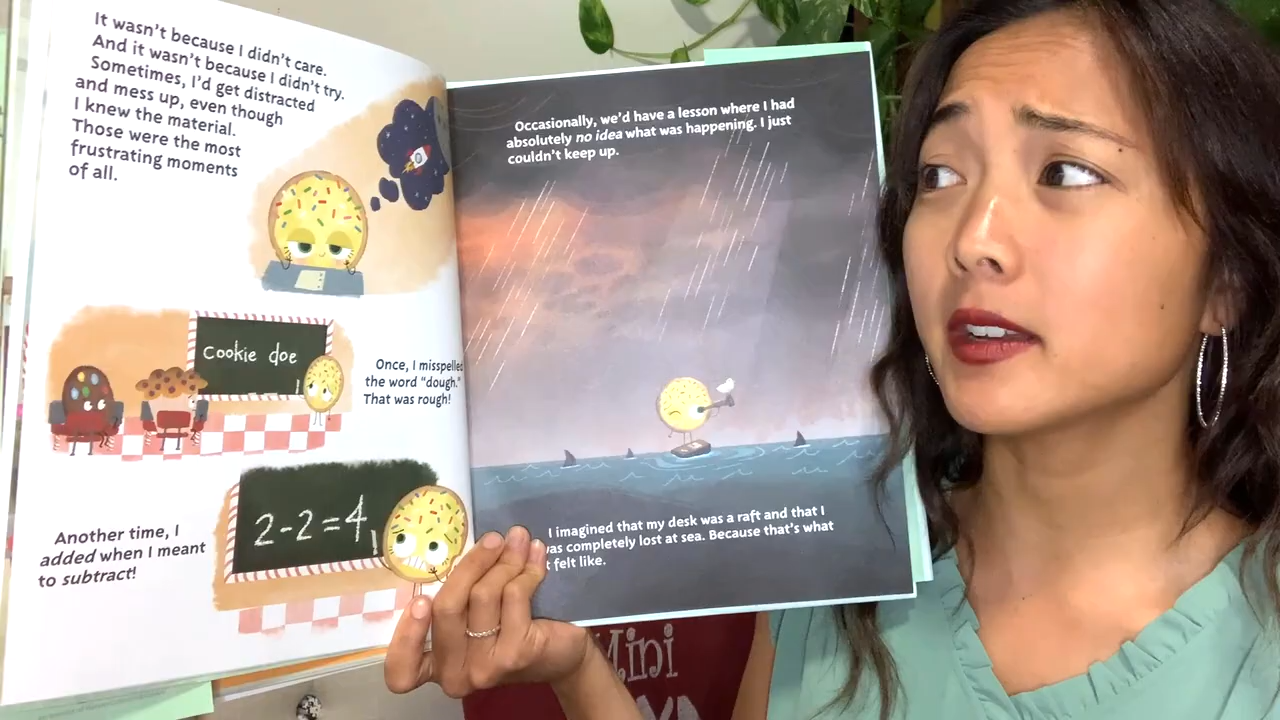 It wasn't because I didn't care.
And it wasn't because I didn't try.
Sometimes, I'd get distracted
and mess up, even though
I knew the material.
Those were the most
frustrating moments
of all.
cookie doe
Once, I misspelled
the word "dough."
That was rough!
2-2=4
Another time, I
added when I meant
to subtract!
Occasionally, we'd have a lesson where I had
absolutely no idea what was happening. I just
couldn't keep up.
I imagined that my desk was a raft and that I
was completely lost at sea. Because that's what
felt like.
Mini